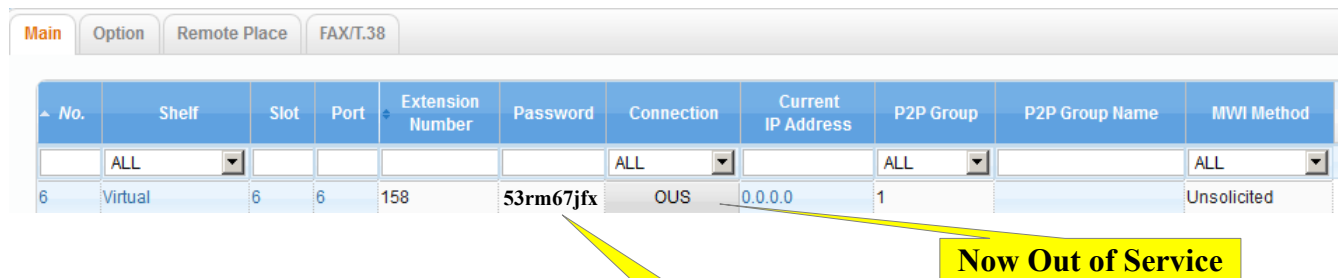 Main Option Remote Place FAX/T.38
No. Shelf Slot Port Extension Number Password Connection Current IP Address P2P Group P2P Group Name MWI Method
ALL ALL ALL ALL
6 Virtual 6 6 158 53rm67jfx OUS 0.0.0.0 1 Unsolicited
Now Out of Service